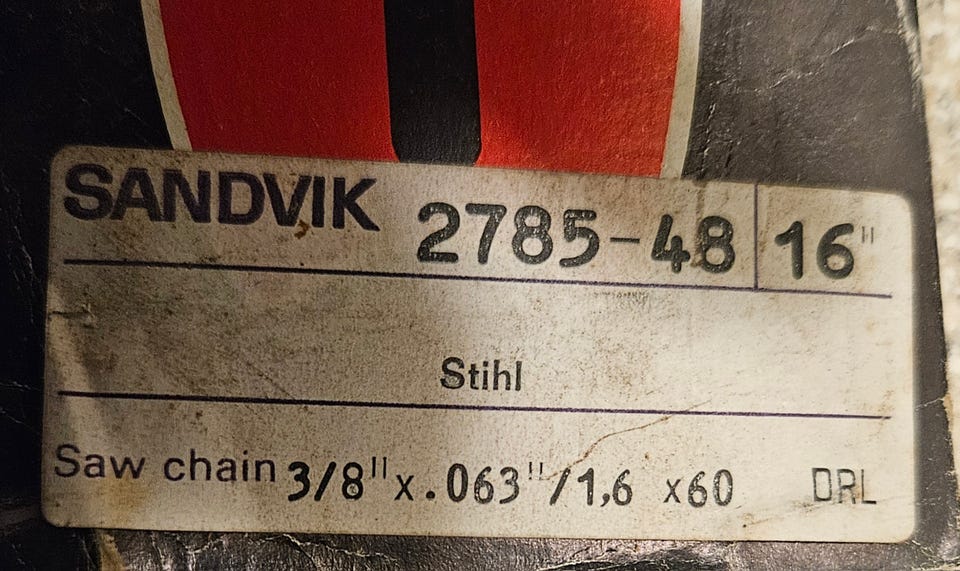 SANDVIK 2785-48 16"
Stihl
Saw chain 3/8" x .063"/1,6 x60 DRL